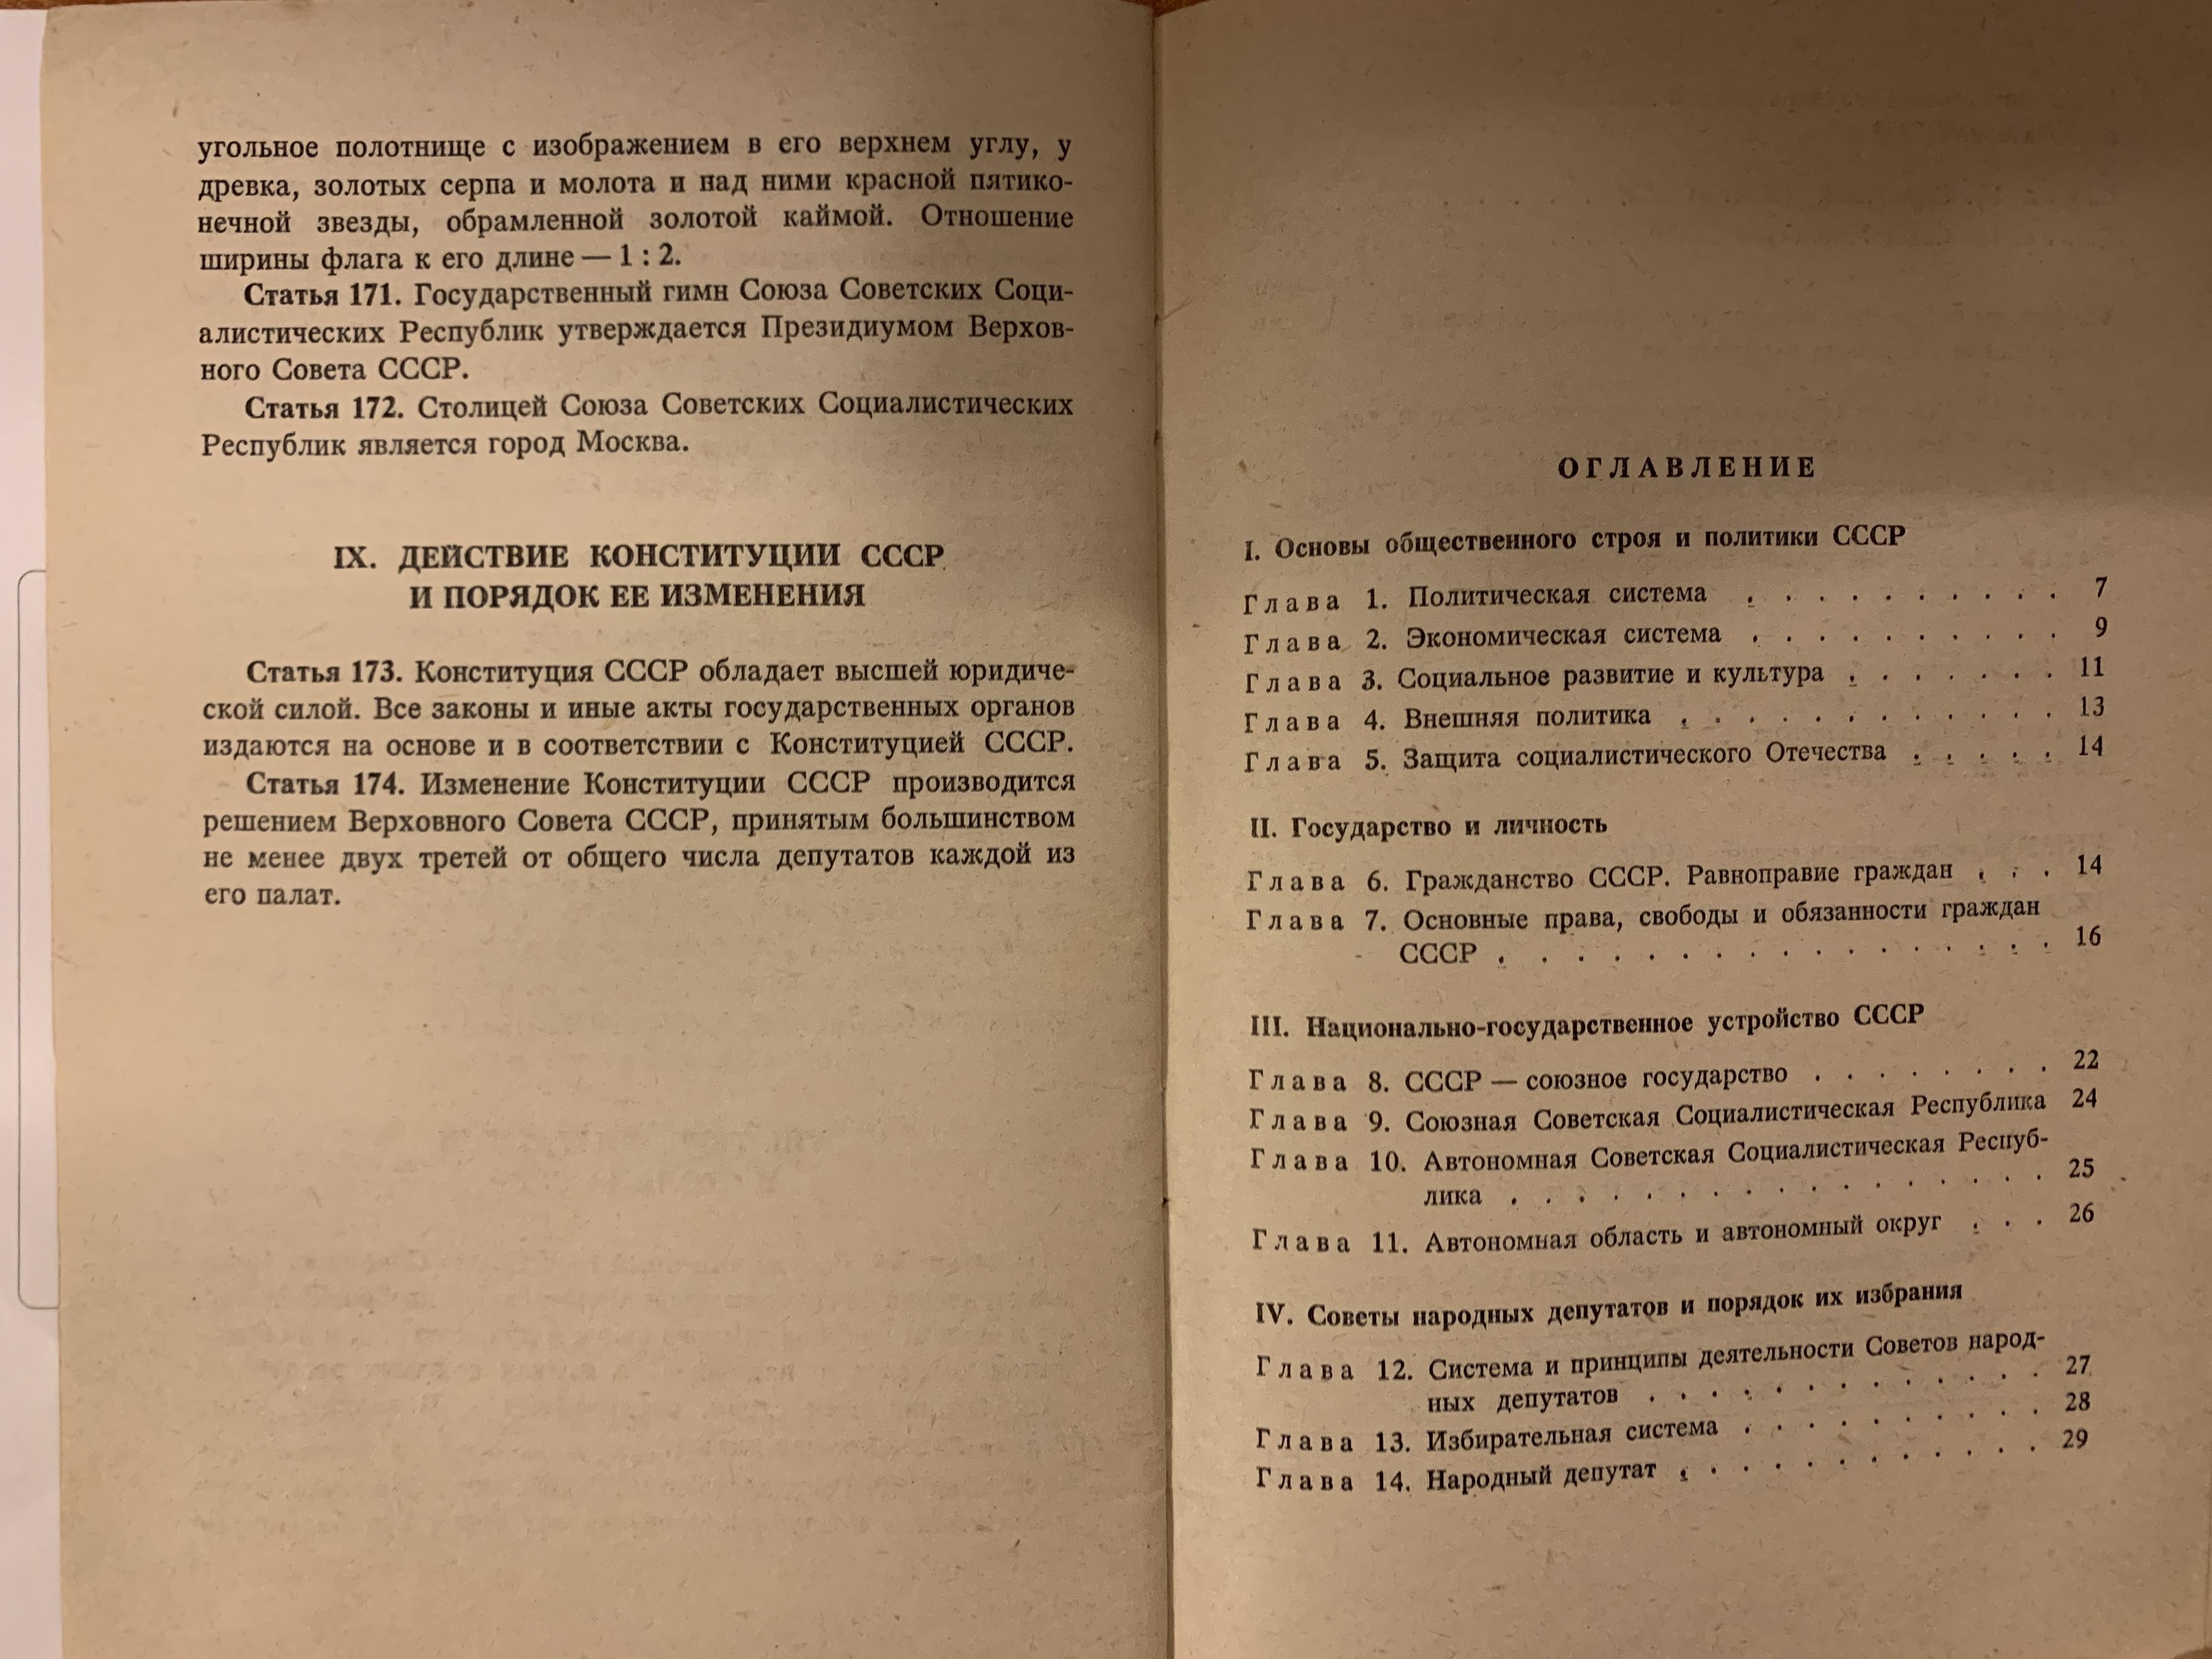 угольное полотнище с изображением в его верхнем углу, у
древка, золотых серпа и молота и над ними красной пятико-
нечной звезды, обрамленной золотой каймой. Отношение
ширины флага к его длине — 1 : 2.
Статья 171. Государственный гимн Союза Советских Соци-
алистических Республик утверждается Президиумом Верхов-
ного Совета СССР.
Статья 172. Столицей Союза Советских Социалистических
Республик является город Москва.
IX. ДЕЙСТВИЕ КОНСТИТУЦИИ СССР
И ПОРЯДОК ЕЕ ИЗМЕНЕНИЯ
Статья 173. Конституция СССР обладает высшей юридиче-
ской силой. Все законы и иные акты государственных органов
издаются на основе и в соответствии с Конституцией СССР.
Статья 174. Изменение Конституции СССР производится
решением Верховного Совета СССР, принятым большинством
не менее двух третей от общего числа депутатов каждой из
его палат.
ОГЛАВЛЕНИЕ
I. Основы общественного строя и политики СССР
Глава 1. Политическая система . . . . . . . . . . 7
Глава 2. Экономическая система . . . . . . . . . . 9
Глава 3. Социальное развитие и культура . . . . . . . 11
Глава 4. Внешняя политика . . . . . . . . . . . . 13
Глава 5. Защита социалистического Отечества . . . . . 14
II. Государство и личность
Глава 6. Гражданство СССР. Равноправие граждан . . . 14
Глава 7. Основные права, свободы и обязанности граждан
СССР . . . . . . . . . . . . . . . . . 16
III. Национально-государственное устройство СССР
Глава 8. СССР — союзное государство . . . . . . . . 22
Глава 9. Союзная Советская Социалистическая Республика 24
Глава 10. Автономная Советская Социалистическая Респуб-
лика . . . . . . . . . . . . . . . . . 25
Глава 11. Автономная область и автономный округ . . . 26
IV. Советы народных депутатов и порядок их избрания
Глава 12. Система и принципы деятельности Советов народ-
ных депутатов . . . . . . . . . . . . . 27
Глава 13. Избирательная система . . . . . . . . . . 28
Глава 14. Народный депутат . . . . . . . . . . . . 29